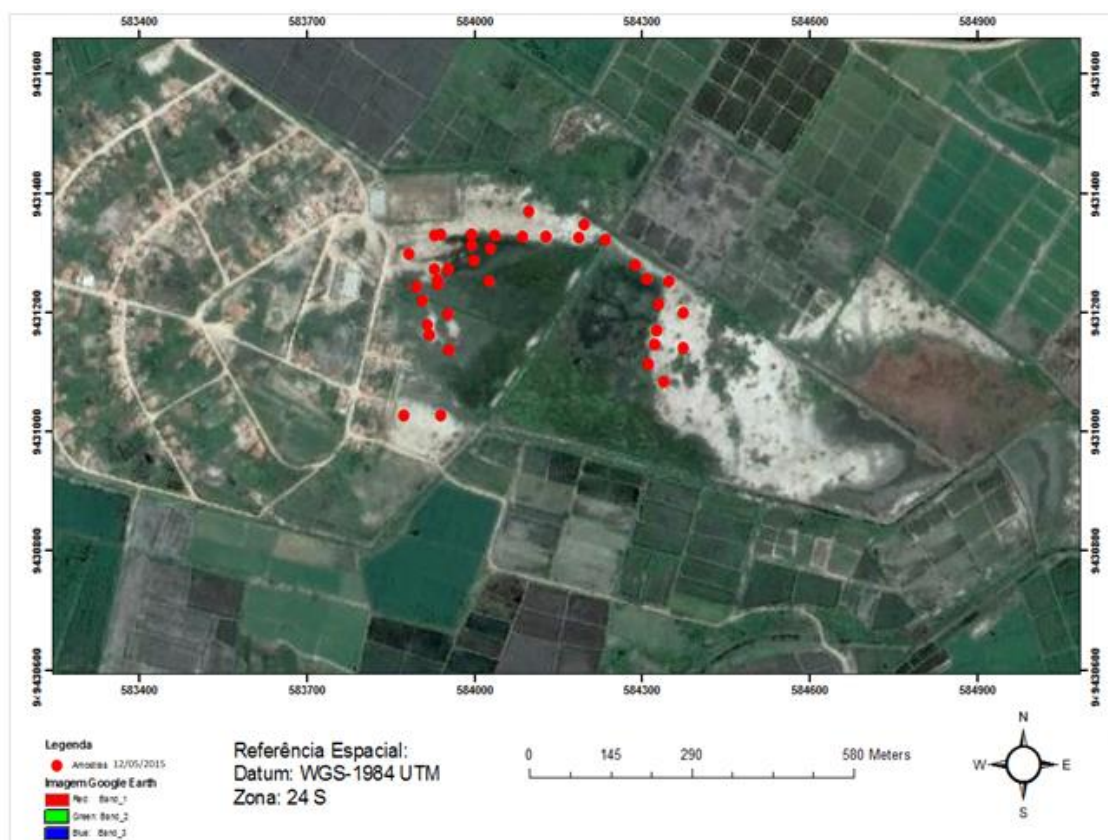 583400 583700 584000 584300 584600 584900
9431600 9431600
9431400 9431400
9431200 9431200
9431000 9431000
9430800 9430800
9430600 9430600
583400 583700 584000 584300 584600 584900
Legenda
Amostras 12/05/2015
Imagem Google Earth
Red: Band_1
Green: Band_2
Blue: Band_3
Referência Espacial:
Datum: WGS-1984 UTM
Zona: 24 S
0 145 290 580 Meters
N
W E
S